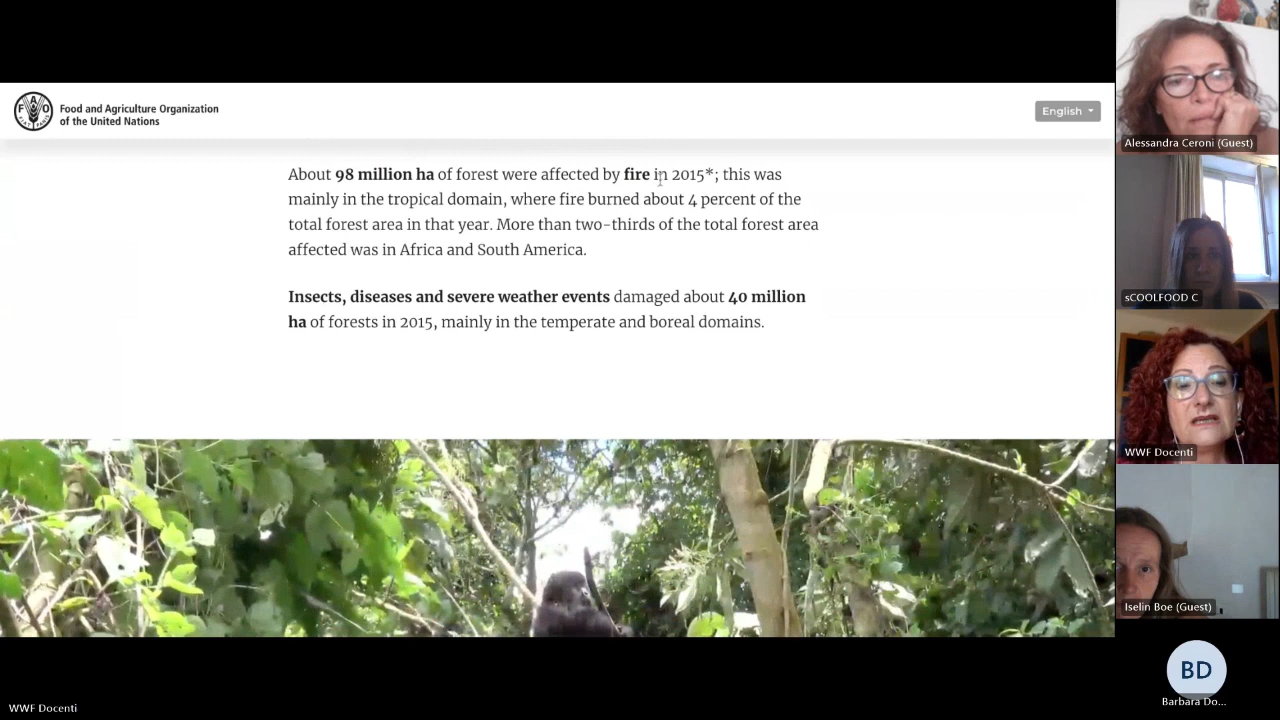 FAO
FIAT PANIS
Food and Agriculture Organization
of the United Nations
English
About 98 million ha of forest were affected by fire in 2015*; this was
mainly in the tropical domain, where fire burned about 4 percent of the
total forest area in that year. More than two-thirds of the total forest area
affected was in Africa and South America.
Insects, diseases and severe weather events damaged about 40 million
ha of forests in 2015, mainly in the temperate and boreal domains.
Alessandra Ceroni (Guest)
sCOOLFOOD C
WWF Docenti
Iselin Boe (Guest)
BD
Barbara Do...
WWF Docenti